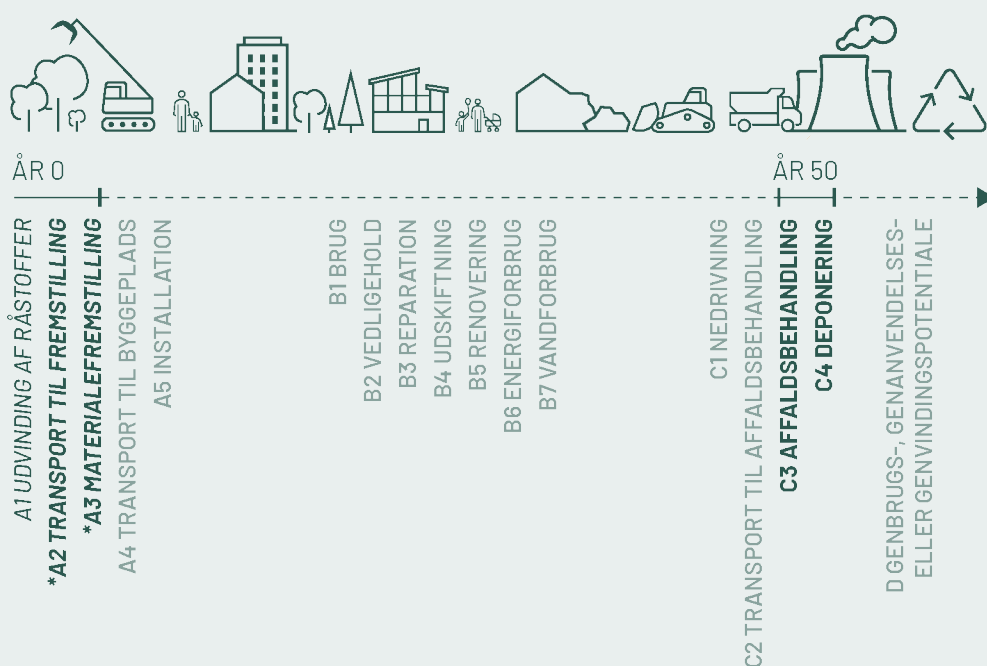 ÅR 0
ÅR 50
A1 UDVINDING AF RÅSTOFFER
*A2 TRANSPORT TIL FREMSTILLING
*A3 MATERIALEFREMSTILLING
A4 TRANSPORT TIL BYGGEPLADS
A5 INSTALLATION
B1 BRUG
B2 VEDLIGEHOLD
B3 REPARATION
B4 UDSKIFTNING
B5 RENOVERING
B6 ENERGIFORBRUG
B7 VANDFORBRUG
C1 NEDRIVNING
C2 TRANSPORT TIL AFFALDSBEHANDLING
C3 AFFALDSBEHANDLING
C4 DEPONERING
D GENBRUGS-, GENANVENDELSES-
ELLER GENVINDINGSPOTENTIALE